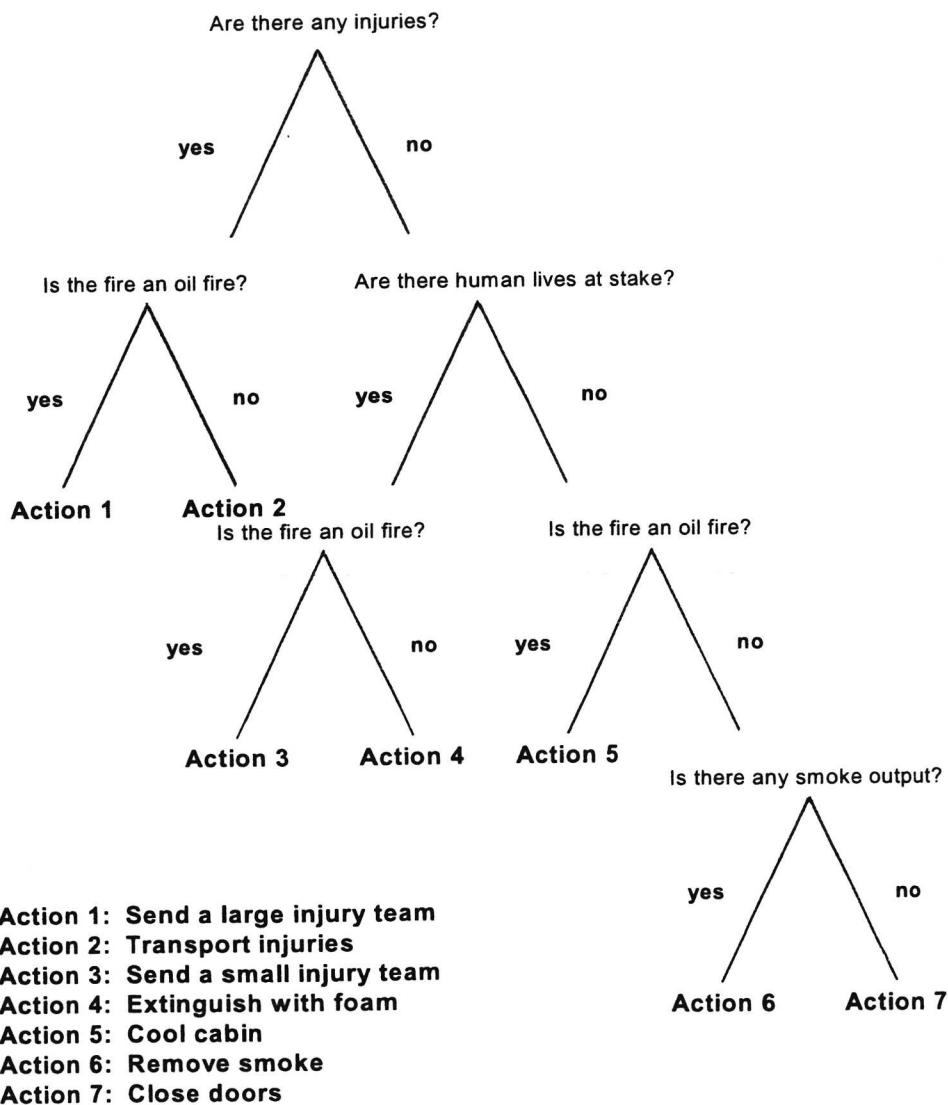 Are there any injuries?
yes
no
Is the fire an oil fire?
Are there human lives at stake?
yes
no
yes
no
Action 1
Action 2
Is the fire an oil fire?
Is the fire an oil fire?
yes
no
yes
no
Action 3
Action 4
Action 5
Is there any smoke output?
yes
no
Action 6
Action 7
Action 1: Send a large injury team
Action 2: Transport injuries
Action 3: Send a small injury team
Action 4: Extinguish with foam
Action 5: Cool cabin
Action 6: Remove smoke
Action 7: Close doors